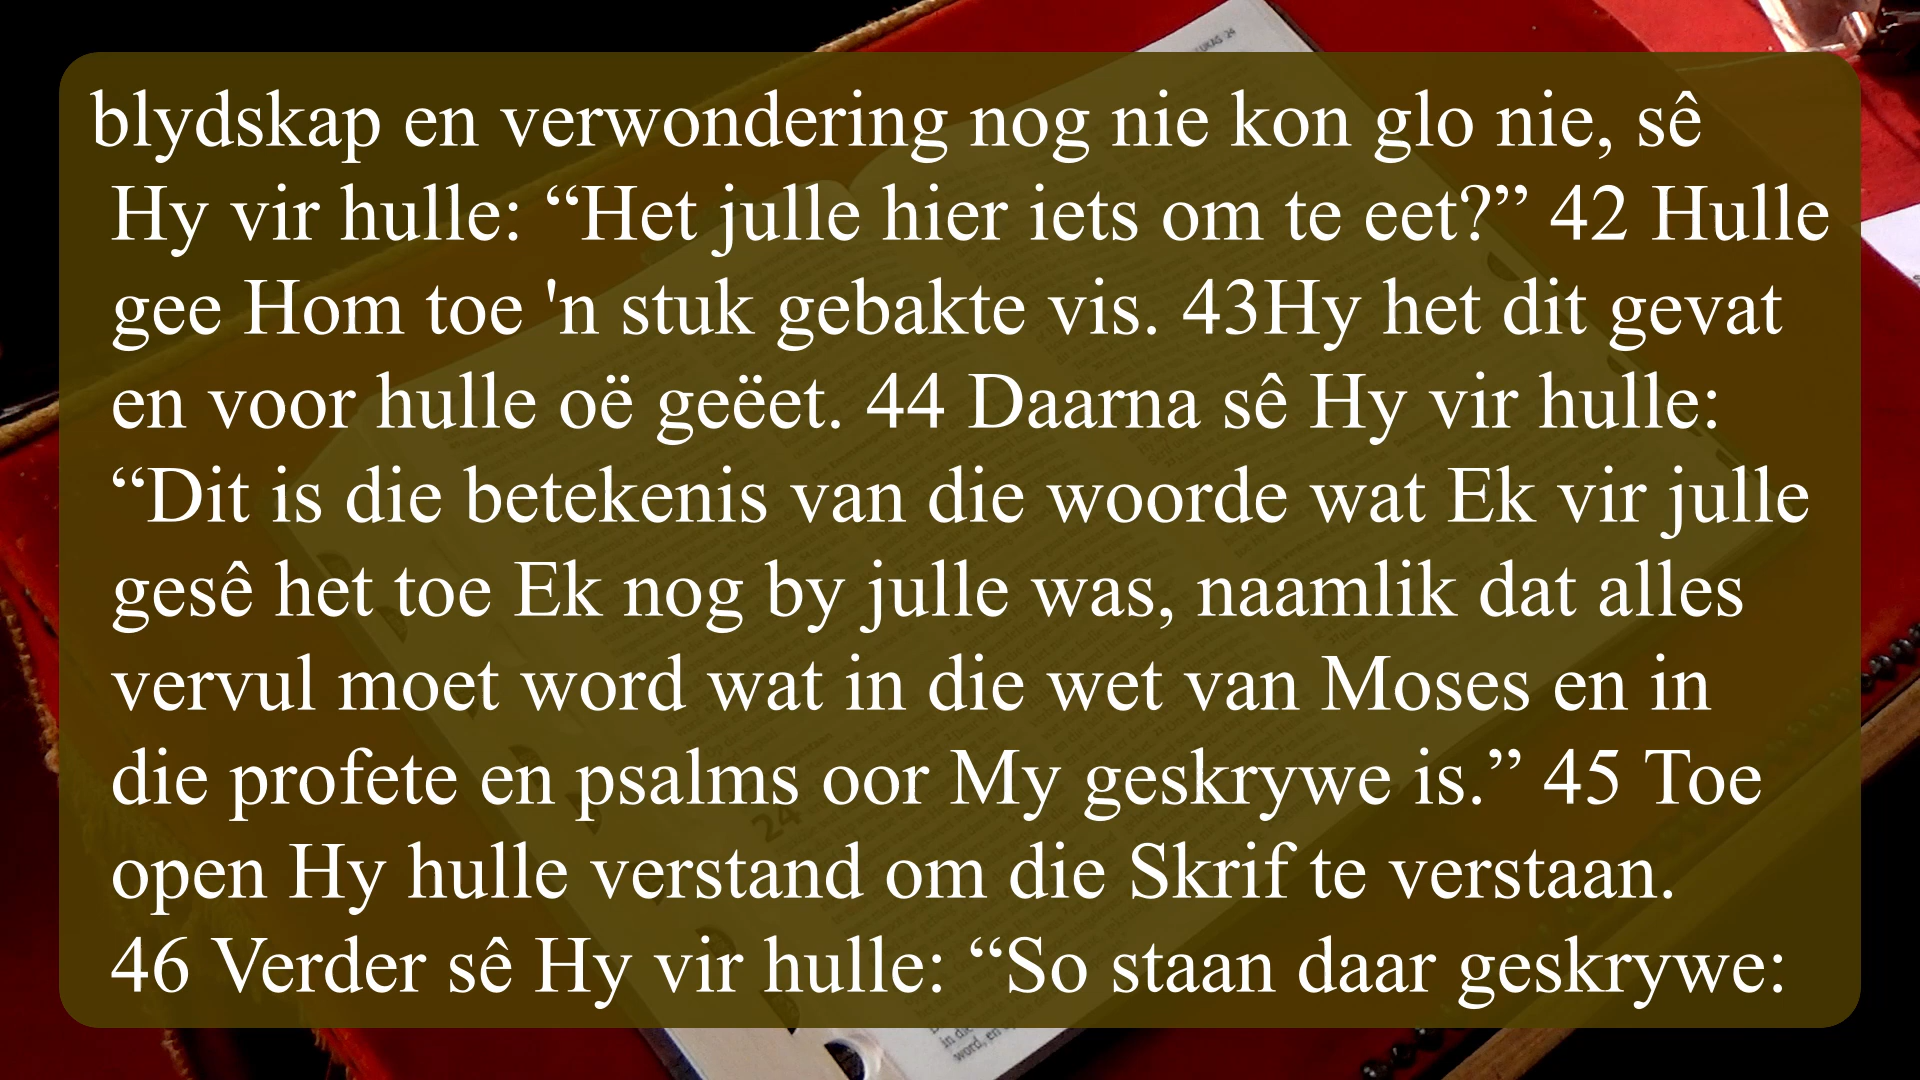 blydskap en verwondering nog nie kon glo nie, sê
Hy vir hulle: “Het julle hier iets om te eet?” 42 Hulle
gee Hom toe 'n stuk gebakte vis. 43Hy het dit gevat
en voor hulle oë geëet. 44 Daarna sê Hy vir hulle:
“Dit is die betekenis van die woorde wat Ek vir julle
gesê het toe Ek nog by julle was, naamlik dat alles
vervul moet word wat in die wet van Moses en in
die profete en psalms oor My geskrywe is.” 45 Toe
open Hy hulle verstand om die Skrif te verstaan.
46 Verder sê Hy vir hulle: “So staan daar geskrywe: